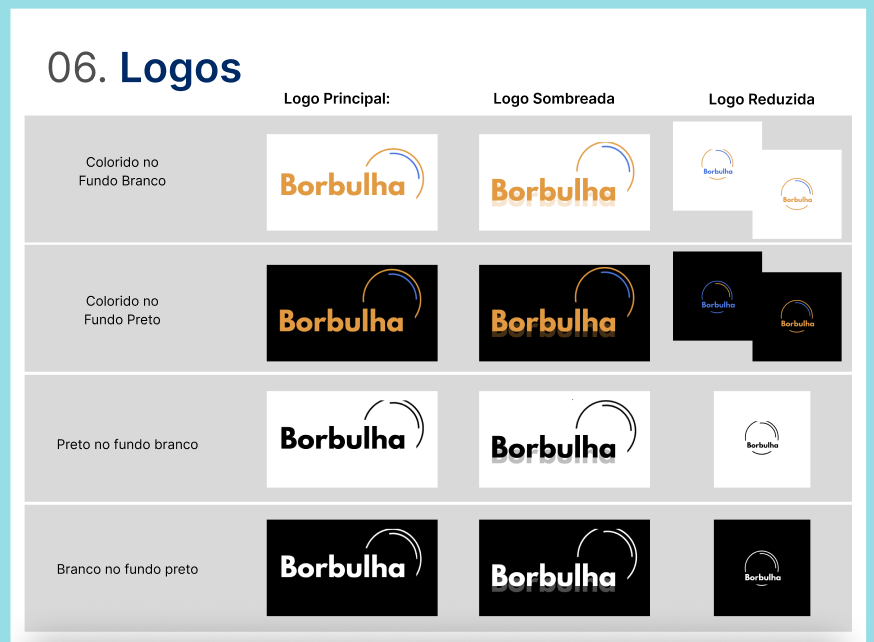 06. Logos
Logo Principal:
Logo Sombreada
Logo Reduzida
Colorido no
Fundo Branco
Borbulha
Borbulha
Borbulha
Borbulha
Colorido no
Fundo Preto
Borbulha
Borbulha
Borbulha
Borbulha
Preto no fundo branco
Borbulha
Borbulha
Borbulha
Branco no fundo preto
Borbulha
Borbulha
Borbulha